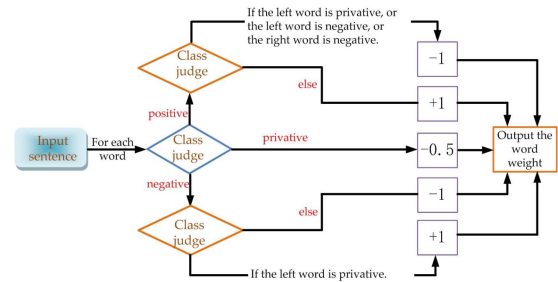 If the left word is privative, or
the left word is negative, or
the right word is negative.
−1
Class
judge
else
+1
positive
Input
sentence
For each
word
Class
judge
privative
−0.5
Output the
word
weight
negative
else
−1
Class
judge
+1
If the left word is privative.